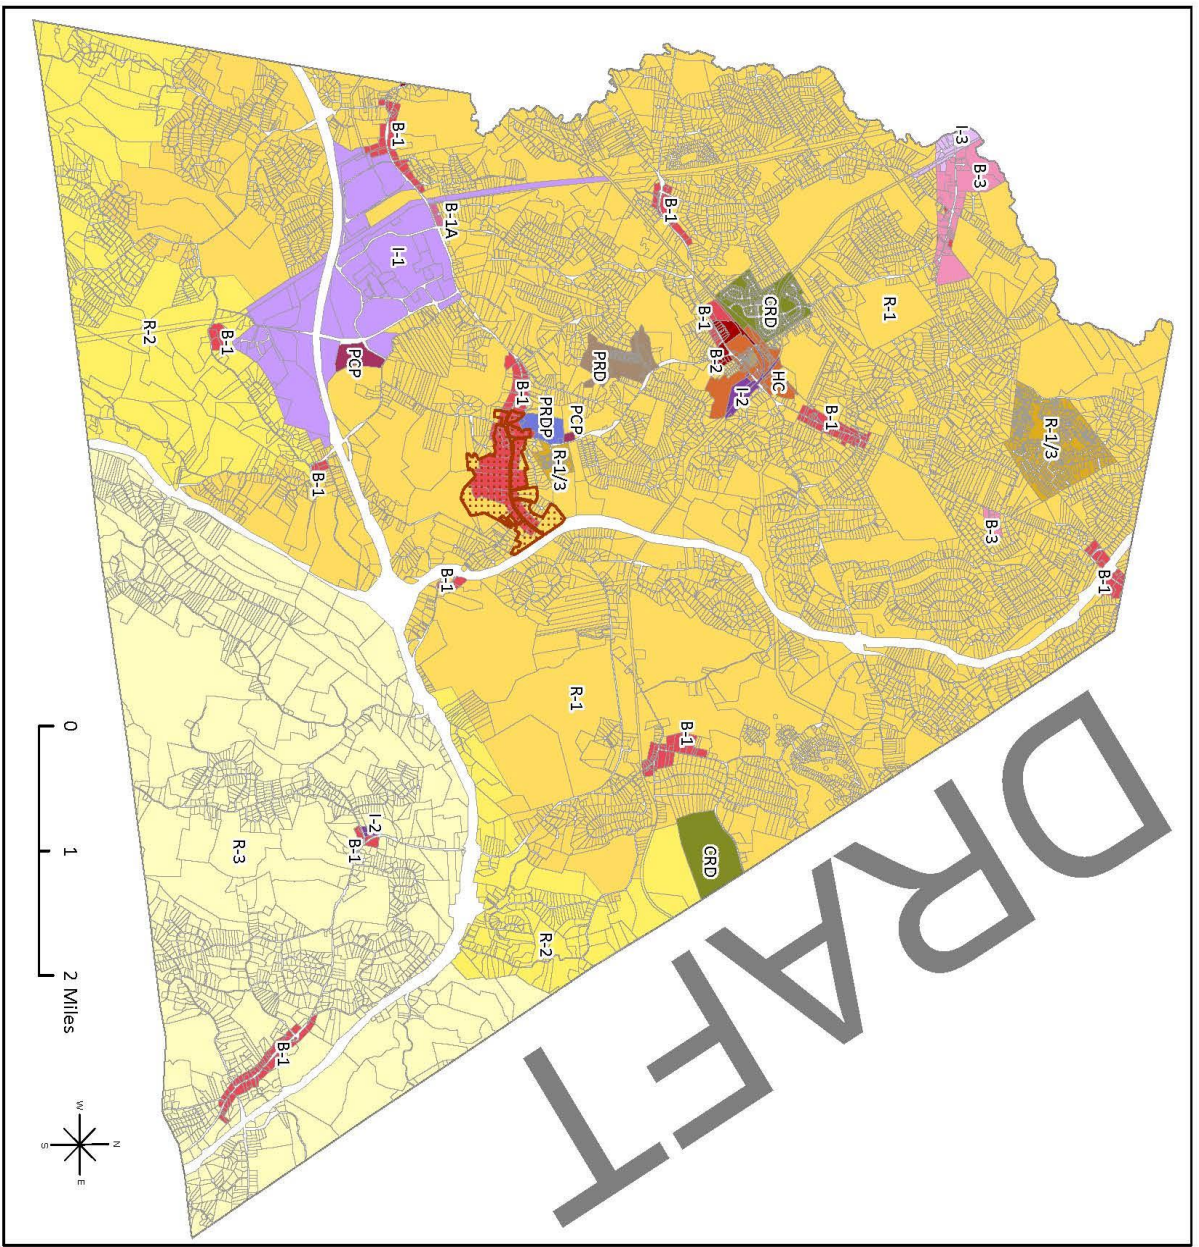 DRAFT
B-1
R-1/3
B-3
B-3
I-3
R-1
B-1
HC
CRD
I-2
B-2
CRD
B-1
B-1
B-1
PRD
PCP
R-1
R-1/3
PRDP
R-2
B-1
B-1A
B-1
B-1
I-1
I-2
PCP
B-1
B-1
B-1
R-3
B-1
R-2
N
W E
S
0 1 2 Miles